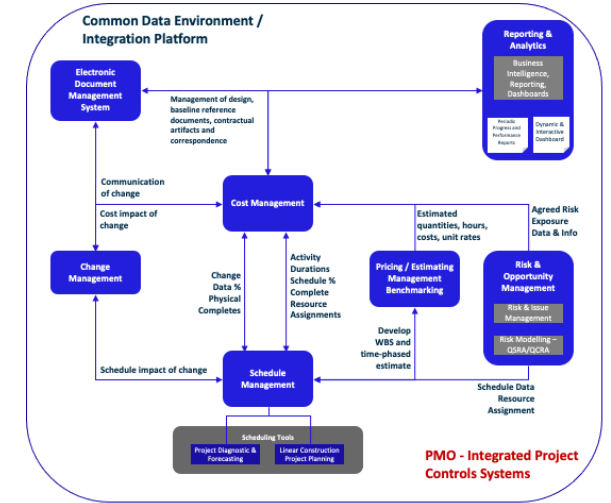 Common Data Environment /
Integration Platform
Reporting &
Analytics
Business
Intelligence,
Reporting,
Dashboards
Periodic
Progress and
Performance
Reports
Dynamic &
Interactive
Dashboard
Electronic
Document
Management
System
Management of design,
baseline reference
documents, contractual
artifacts and
correspondence
Communication
of change
Cost impact of
change
Cost Management
Estimated
quantities, hours,
costs, unit rates
Agreed Risk
Exposure
Data & Info
Change
Management
Change
Data %
Physical
Completes
Activity
Durations
Schedule %
Complete
Resource
Assignments
Pricing / Estimating
Management
Benchmarking
Risk &
Opportunity
Management
Risk & Issue
Management
Risk Modelling –
QSRA/QCRA
Develop
WBS and
time-phased
estimate
Schedule impact of change
Schedule
Management
Schedule Data
Resource
Assignment
Scheduling Tools
Project Diagnostic &
Forecasting
Linear Construction
Project Planning
PMO - Integrated Project
Controls Systems